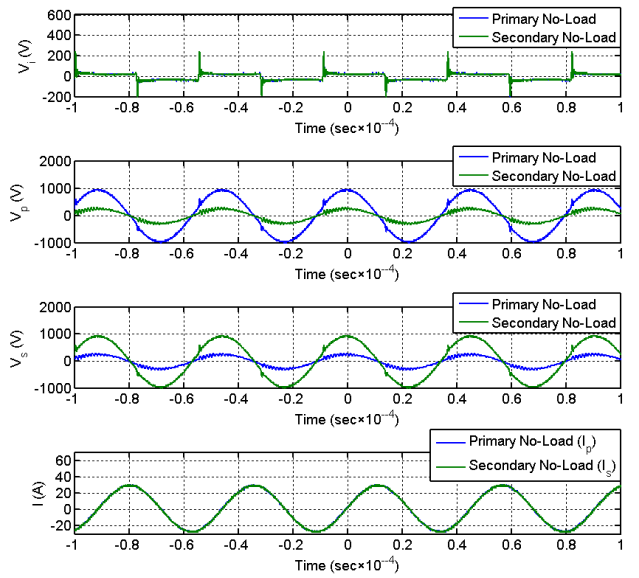 600
400
200
0
-200
V_i (V)
Primary No-Load
Secondary No-Load
-1 -0.8 -0.6 -0.4 -0.2 0 0.2 0.4 0.6 0.8 1
Time (sec×10^-4)
2000
1000
0
-1000
V_p (V)
Primary No-Load
Secondary No-Load
-1 -0.8 -0.6 -0.4 -0.2 0 0.2 0.4 0.6 0.8 1
Time (sec×10^-4)
2000
1000
0
-1000
V_s (V)
Primary No-Load
Secondary No-Load
-1 -0.8 -0.6 -0.4 -0.2 0 0.2 0.4 0.6 0.8 1
Time (sec×10^-4)
60
40
20
0
-20
I (A)
Primary No-Load (I_p)
Secondary No-Load (I_s)
-1 -0.8 -0.6 -0.4 -0.2 0 0.2 0.4 0.6 0.8 1
Time (sec×10^-4)